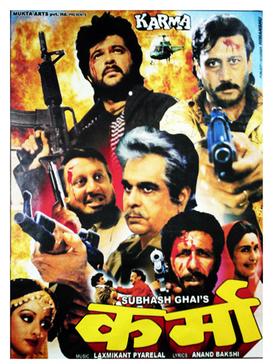 MUKTA ARTS pvt. ltd. PRESENTS
KARMA
SUBHASH GHAI'S
कर्मा
MUSIC LAXMIKANT PYARELAL LYRICS ANAND BAKSHI